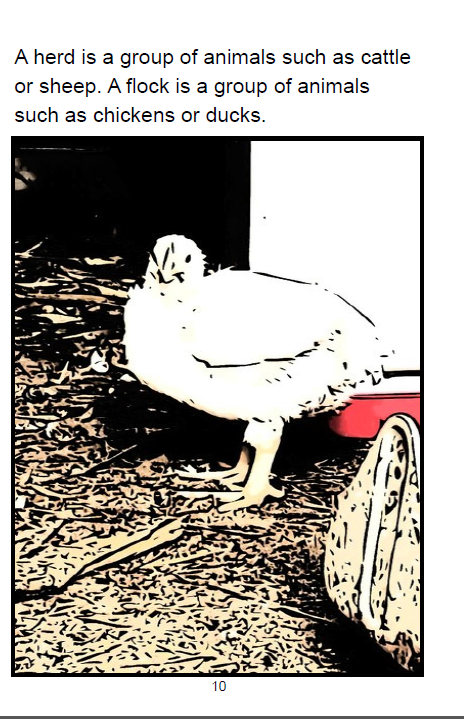 A herd is a group of animals such as cattle
or sheep. A flock is a group of animals
such as chickens or ducks.
10